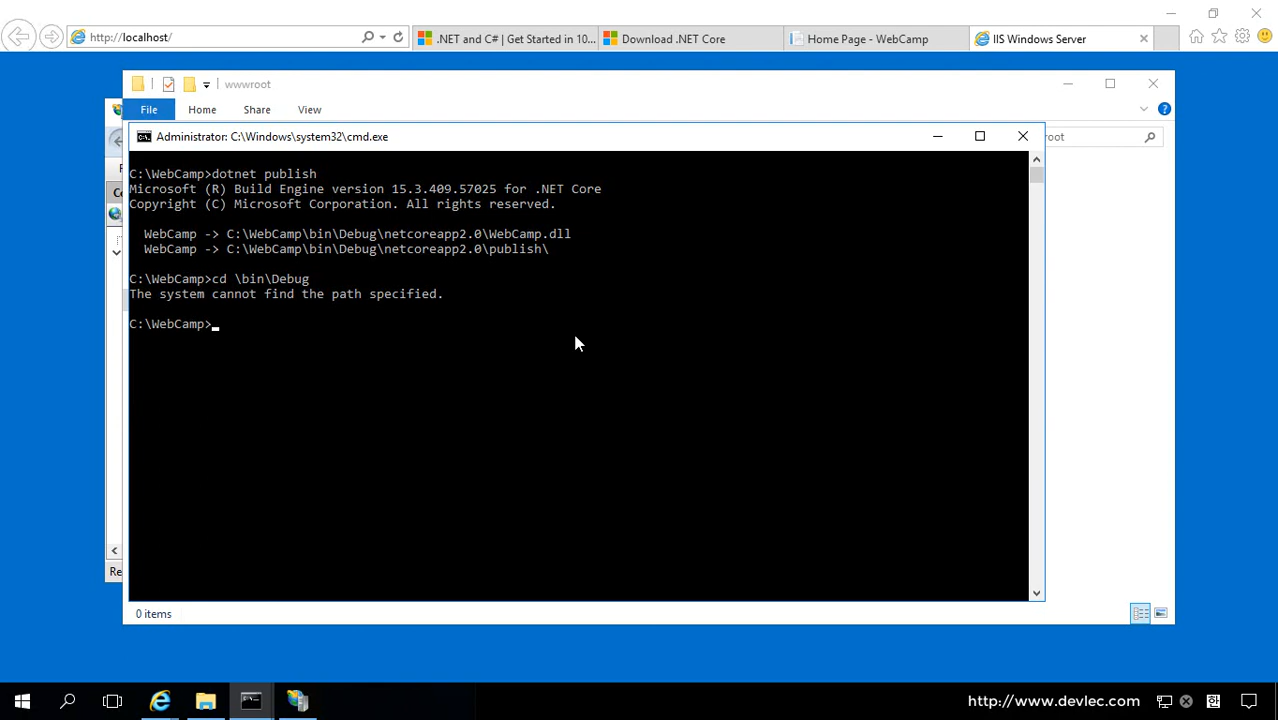 http://localhost/
.NET and C# | Get Started in 10...
Download .NET Core
Home Page - WebCamp
IIS Windows Server
wwwroot
File
Home
Share
View
Administrator: C:\Windows\system32\cmd.exe
root
C:\WebCamp>dotnet publish
Microsoft (R) Build Engine version 15.3.409.57025 for .NET Core
Copyright (C) Microsoft Corporation. All rights reserved.
WebCamp -> C:\WebCamp\bin\Debug\netcoreapp2.0\WebCamp.dll
WebCamp -> C:\WebCamp\bin\Debug\netcoreapp2.0\publish\
C:\WebCamp>cd \bin\Debug
The system cannot find the path specified.
C:\WebCamp>
Re
0 items
http://www.devlec.com
한